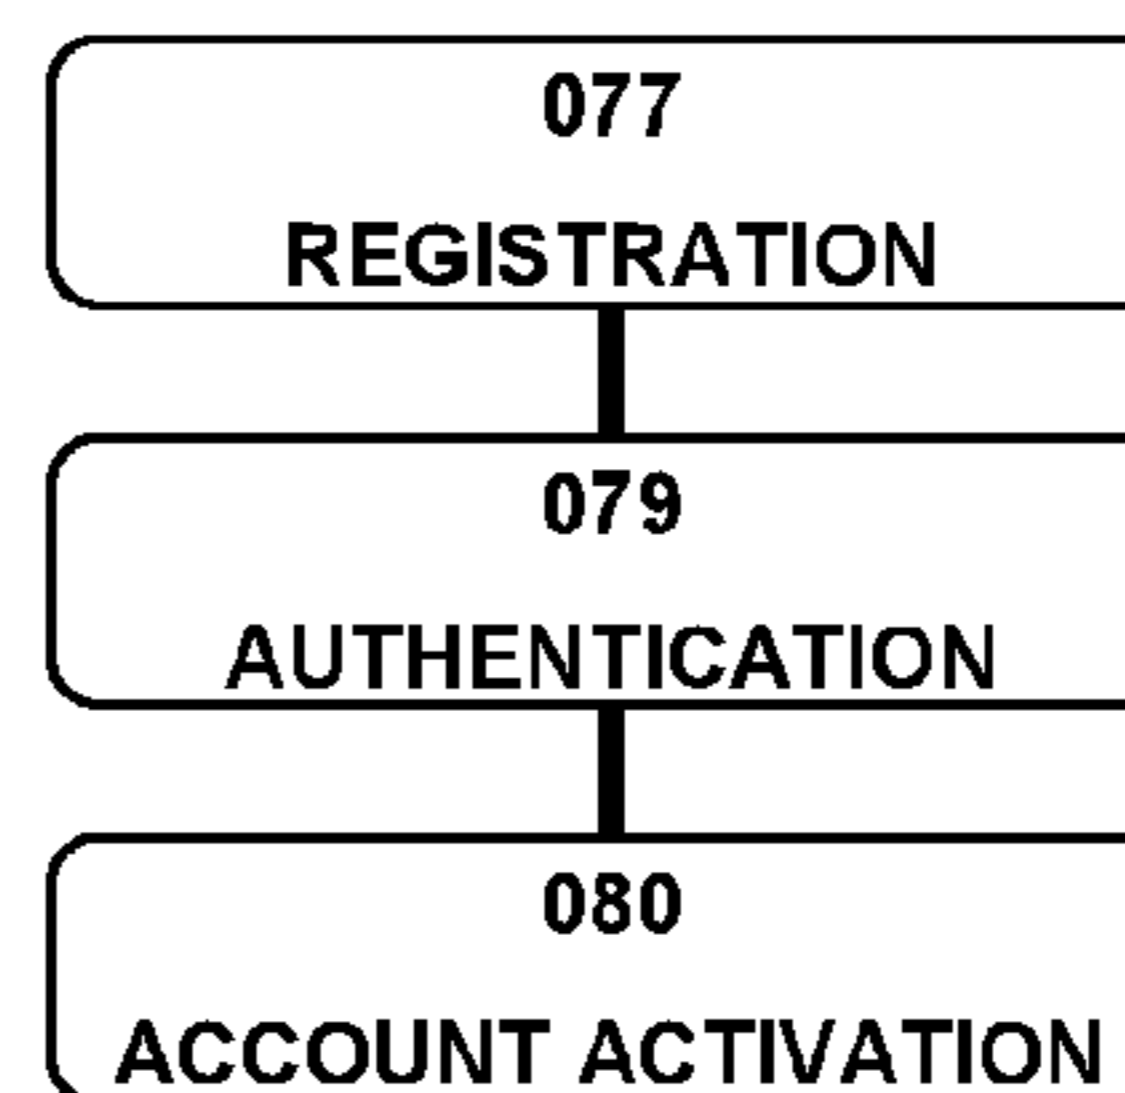 077
REGISTRATION
079
AUTHENTICATION
080
ACCOUNT ACTIVATION